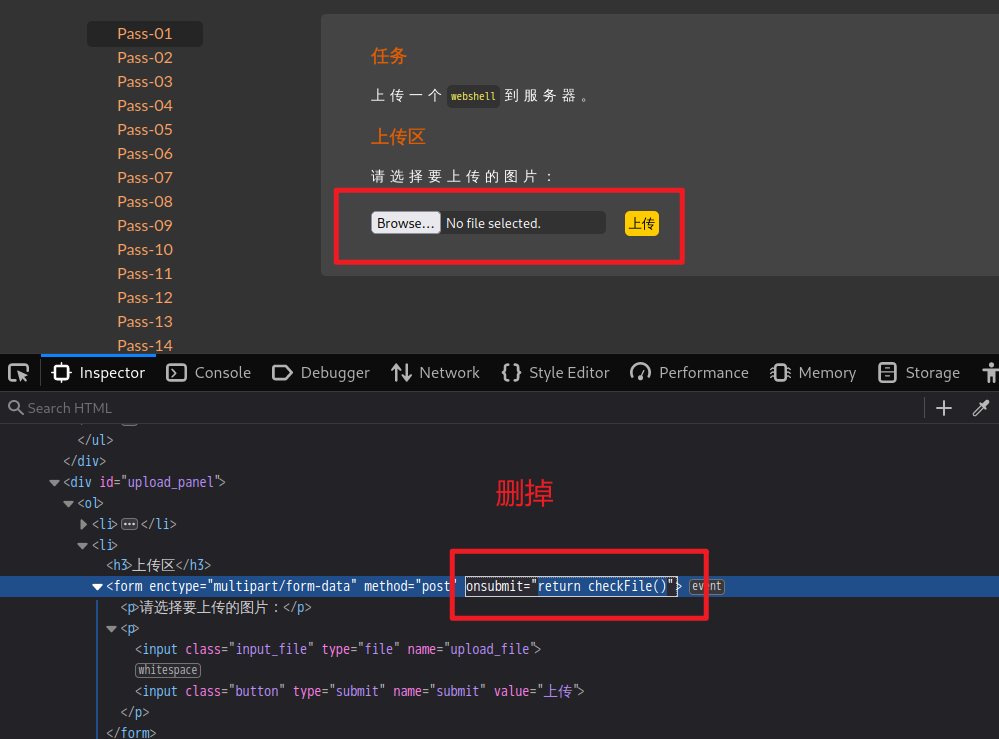 Pass-01
Pass-02
Pass-03
Pass-04
Pass-05
Pass-06
Pass-07
Pass-08
Pass-09
Pass-10
Pass-11
Pass-12
Pass-13
Pass-14
任务
上传一个 webshell 到服务器。
上传区
请选择要上传的图片：
Browse... No file selected. 上传
Inspector Console Debugger Network Style Editor Performance Memory Storage
Search HTML
</ul>
</div>
<div id="upload_panel">
<ol>
<li> ••• </li>
<li>
<h3>上传区</h3>
<form enctype="multipart/form-data" method="post" onsubmit="return checkFile()"> event
<p>请选择要上传的图片：</p>
<p>
<input class="input_file" type="file" name="upload_file">
whitespace
<input class="button" type="submit" name="submit" value="上传">
</p>
</form>
删掉